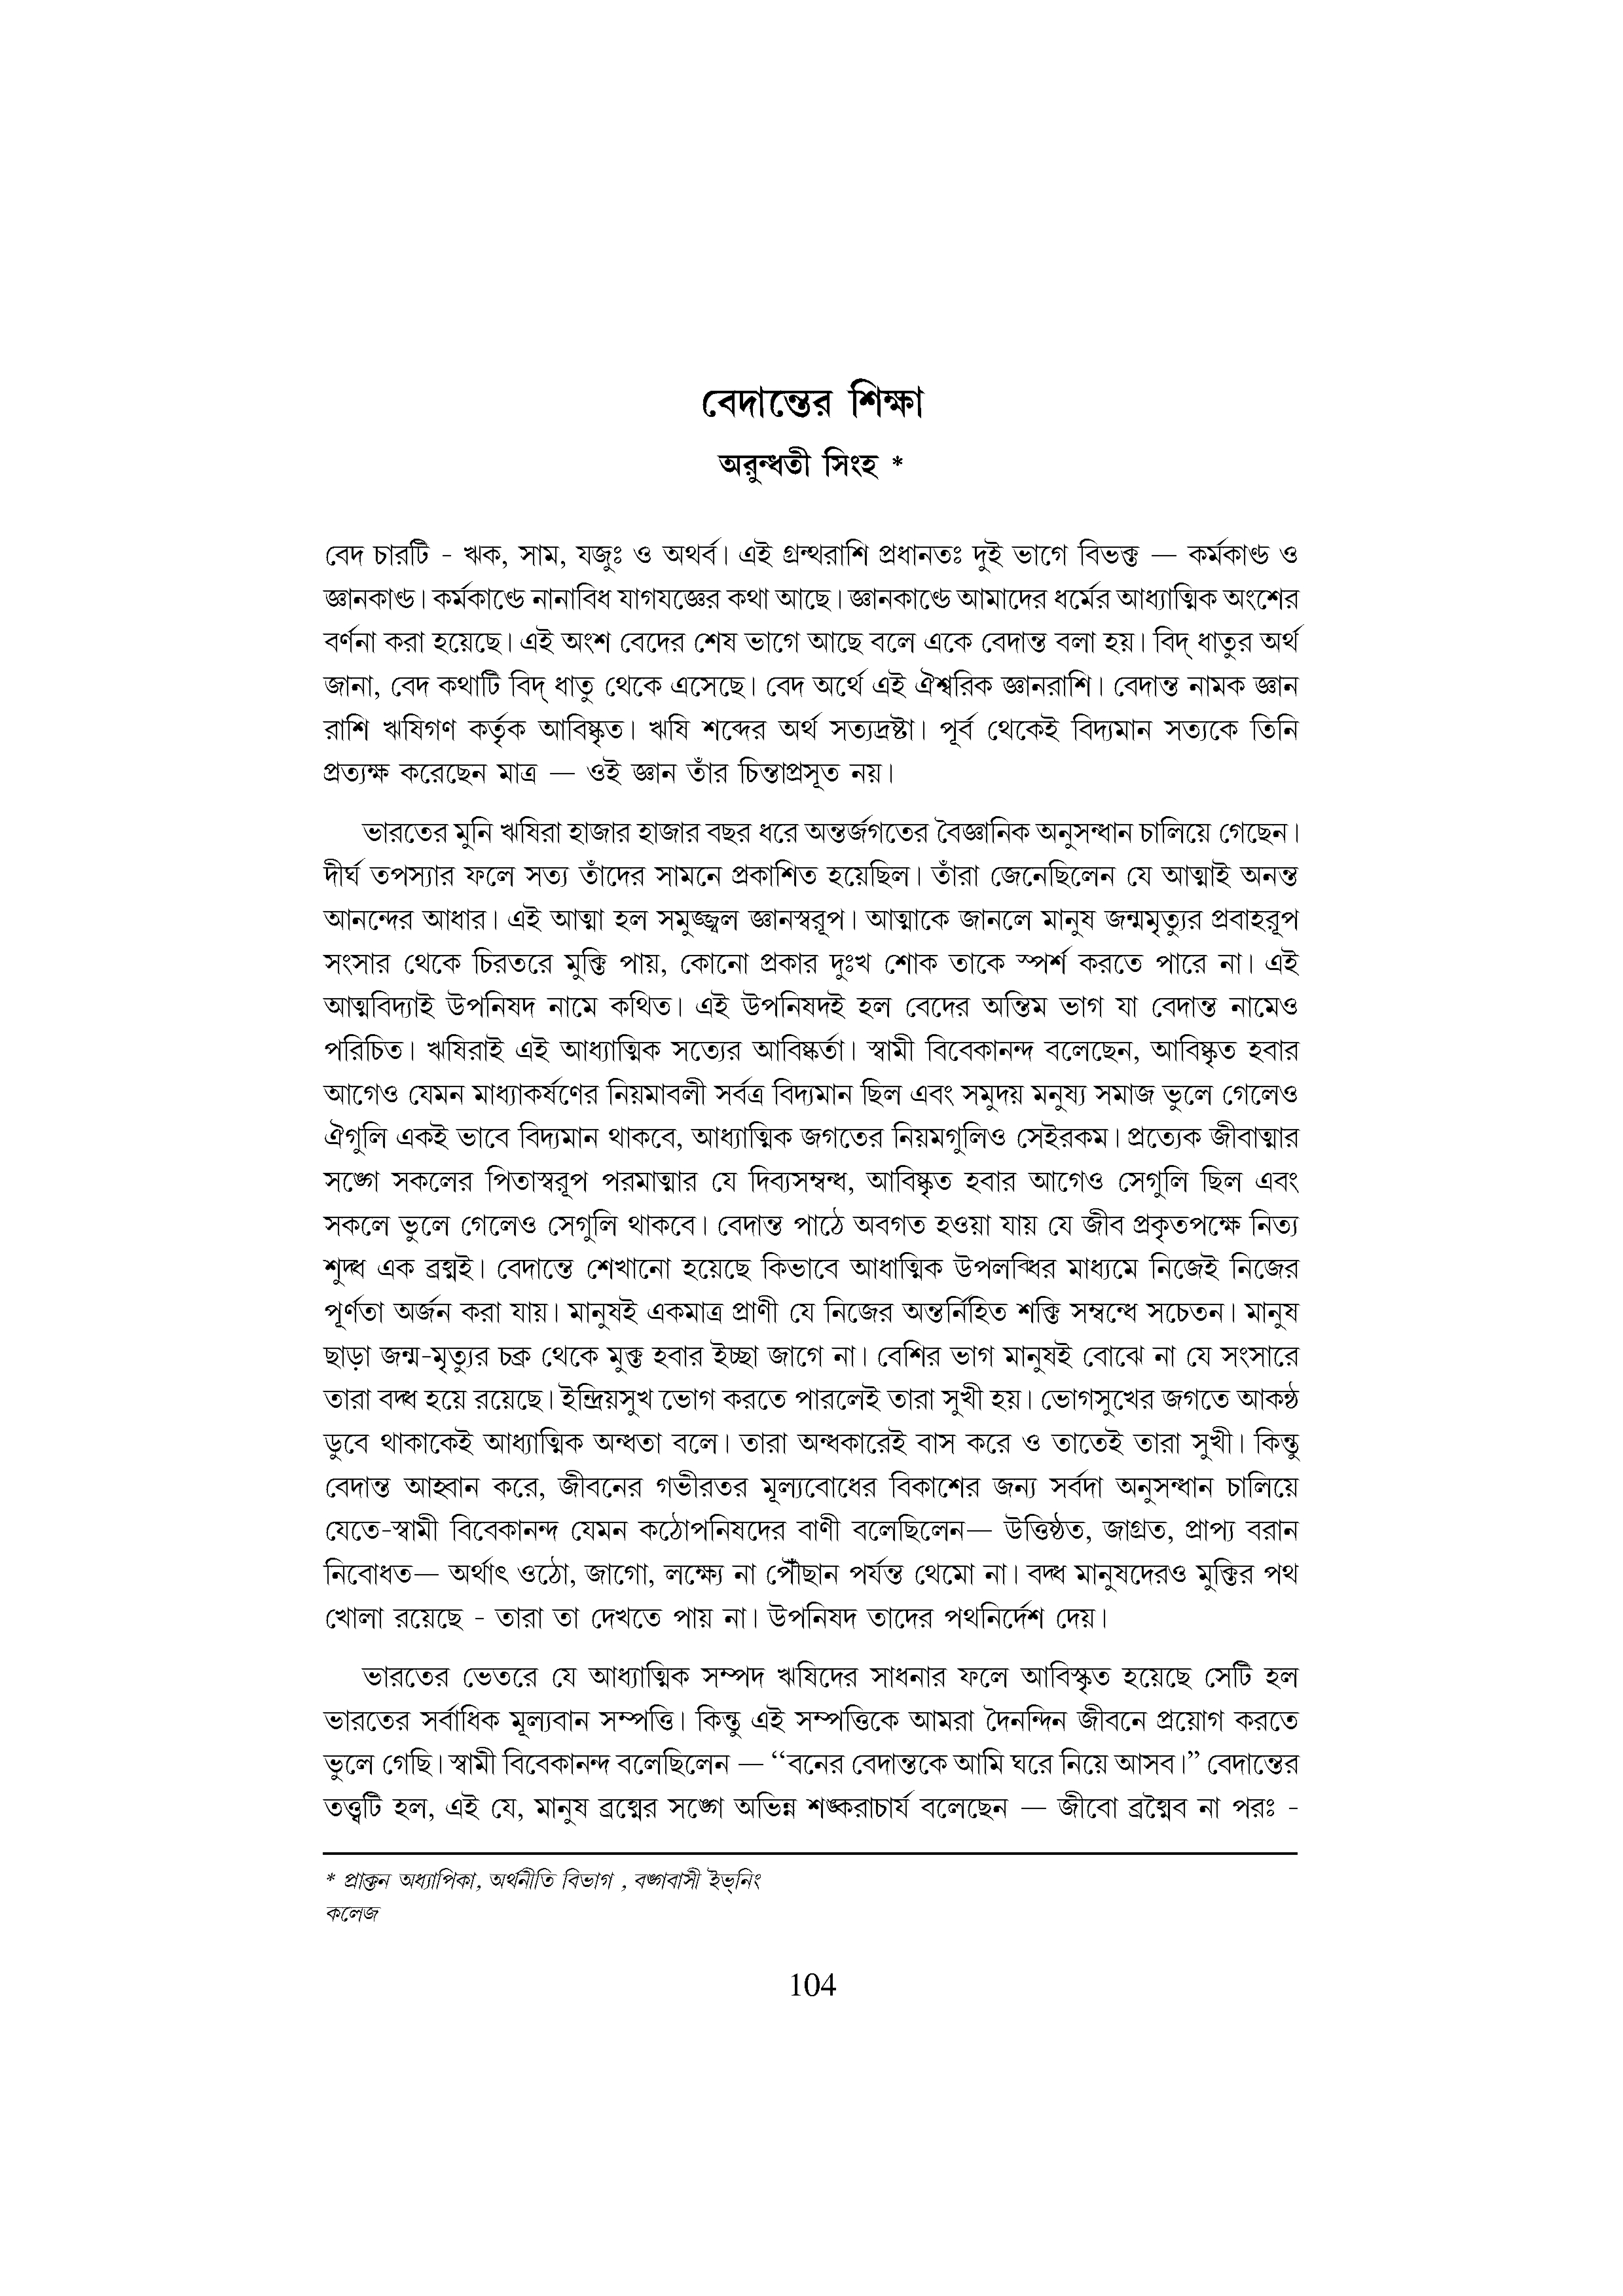 বেদান্তের শিক্ষা
অরুন্ধতী সিংহ *
বেদ চারটি - ঋক, সাম, যজুঃ ও অথর্ব। এই গ্রন্থরাশি প্রধানতঃ দুই ভাগে বিভক্ত — কর্মকাণ্ড ও
জ্ঞানকাণ্ড। কর্মকাণ্ডে নানাবিধ যাগযজ্ঞের কথা আছে। জ্ঞানকাণ্ডে আমাদের ধর্মের আধ্যাত্মিক অংশের
বর্ণনা করা হয়েছে। এই অংশ বেদের শেষ ভাগে আছে বলে একে বেদান্ত বলা হয়। বিদ্ ধাতুর অর্থ
জানা, বেদ কথাটি বিদ্ ধাতু থেকে এসেছে। বেদ অর্থে এই ঐশ্বরিক জ্ঞানরাশি। বেদান্ত নামক জ্ঞান
রাশি ঋষিগণ কর্তৃক আবিষ্কৃত। ঋষি শব্দের অর্থ সত্যদ্রষ্টা। পূর্ব থেকেই বিদ্যমান সত্যকে তিনি
প্রত্যক্ষ করেছেন মাত্র — ওই জ্ঞান তাঁর চিন্তাপ্রসূত নয়।
ভারতের মুনি ঋষিরা হাজার হাজার বছর ধরে অন্তর্জগতের বৈজ্ঞানিক অনুসন্ধান চালিয়ে গেছেন।
দীর্ঘ তপস্যার ফলে সত্য তাঁদের সামনে প্রকাশিত হয়েছিল। তাঁরা জেনেছিলেন যে আত্মাই অনন্ত
আনন্দের আধার। এই আত্মা হল সমুজ্জ্বল জ্ঞানস্বরূপ। আত্মাকে জানলে মানুষ জন্মমৃত্যুর প্রবাহরূপ
সংসার থেকে চিরতরে মুক্তি পায়, কোনো প্রকার দুঃখ শোক তাকে স্পর্শ করতে পারে না। এই
আত্মবিদ্যাই উপনিষদ নামে কথিত। এই উপনিষদই হল বেদের অন্তিম ভাগ যা বেদান্ত নামেও
পরিচিত। ঋষিরাই এই আধ্যাত্মিক সত্যের আবিষ্কর্তা। স্বামী বিবেকানন্দ বলেছেন, আবিষ্কৃত হবার
আগেও যেমন মাধ্যাকর্ষণের নিয়মাবলী সর্বত্র বিদ্যমান ছিল এবং সমুদয় মনুষ্য সমাজ ভুলে গেলেও
ঐগুলি একই ভাবে বিদ্যমান থাকবে, আধ্যাত্মিক জগতের নিয়মগুলিও সেইরকম। প্রত্যেক জীবাত্মার
সঙ্গে সকলের পিতাস্বরূপ পরমাত্মার যে দিব্যসম্বন্ধ, আবিষ্কৃত হবার আগেও সেগুলি ছিল এবং
সকলে ভুলে গেলেও সেগুলি থাকবে। বেদান্ত পাঠে অবগত হওয়া যায় যে জীব প্রকৃতপক্ষে নিত্য
শুদ্ধ এক ব্রহ্মই। বেদান্তে শেখানো হয়েছে কিভাবে আধাত্মিক উপলব্ধির মাধ্যমে নিজেই নিজের
পূর্ণতা অর্জন করা যায়। মানুষই একমাত্র প্রাণী যে নিজের অন্তর্নিহিত শক্তি সম্বন্ধে সচেতন। মানুষ
ছাড়া জন্ম-মৃত্যুর চক্র থেকে মুক্ত হবার ইচ্ছা জাগে না। বেশির ভাগ মানুষই বোঝে না যে সংসারে
তারা বদ্ধ হয়ে রয়েছে। ইন্দ্রিয়সুখ ভোগ করতে পারলেই তারা সুখী হয়। ভোগসুখের জগতে আকণ্ঠ
ডুবে থাকাকেই আধ্যাত্মিক অন্ধতা বলে। তারা অন্ধকারেই বাস করে ও তাতেই তারা সুখী। কিন্তু
বেদান্ত আহ্বান করে, জীবনের গভীরতর মূল্যবোধের বিকাশের জন্য সর্বদা অনুসন্ধান চালিয়ে
যেতে-স্বামী বিবেকানন্দ যেমন কঠোপনিষদের বাণী বলেছিলেন— উত্তিষ্ঠত, জাগ্রত, প্রাপ্য বরান
নিবোধত— অর্থাৎ ওঠো, জাগো, লক্ষ্যে না পৌঁছান পর্যন্ত থেমো না। বদ্ধ মানুষদেরও মুক্তির পথ
খোলা রয়েছে - তারা তা দেখতে পায় না। উপনিষদ তাদের পথনির্দেশ দেয়।
ভারতের ভেতরে যে আধ্যাত্মিক সম্পদ ঋষিদের সাধনার ফলে আবিস্কৃত হয়েছে সেটি হল
ভারতের সর্বাধিক মূল্যবান সম্পত্তি। কিন্তু এই সম্পত্তিকে আমরা দৈনন্দিন জীবনে প্রয়োগ করতে
ভুলে গেছি। স্বামী বিবেকানন্দ বলেছিলেন — “বনের বেদান্তকে আমি ঘরে নিয়ে আসব।” বেদান্তের
তত্ত্বটি হল, এই যে, মানুষ ব্রহ্মের সঙ্গে অভিন্ন শঙ্করাচার্য বলেছেন — জীবো ব্রহ্মৈব না পরঃ -
* প্রাক্তন অধ্যাপিকা, অর্থনীতি বিভাগ , বঙ্গবাসী ইভ্‌নিং
কলেজ
104